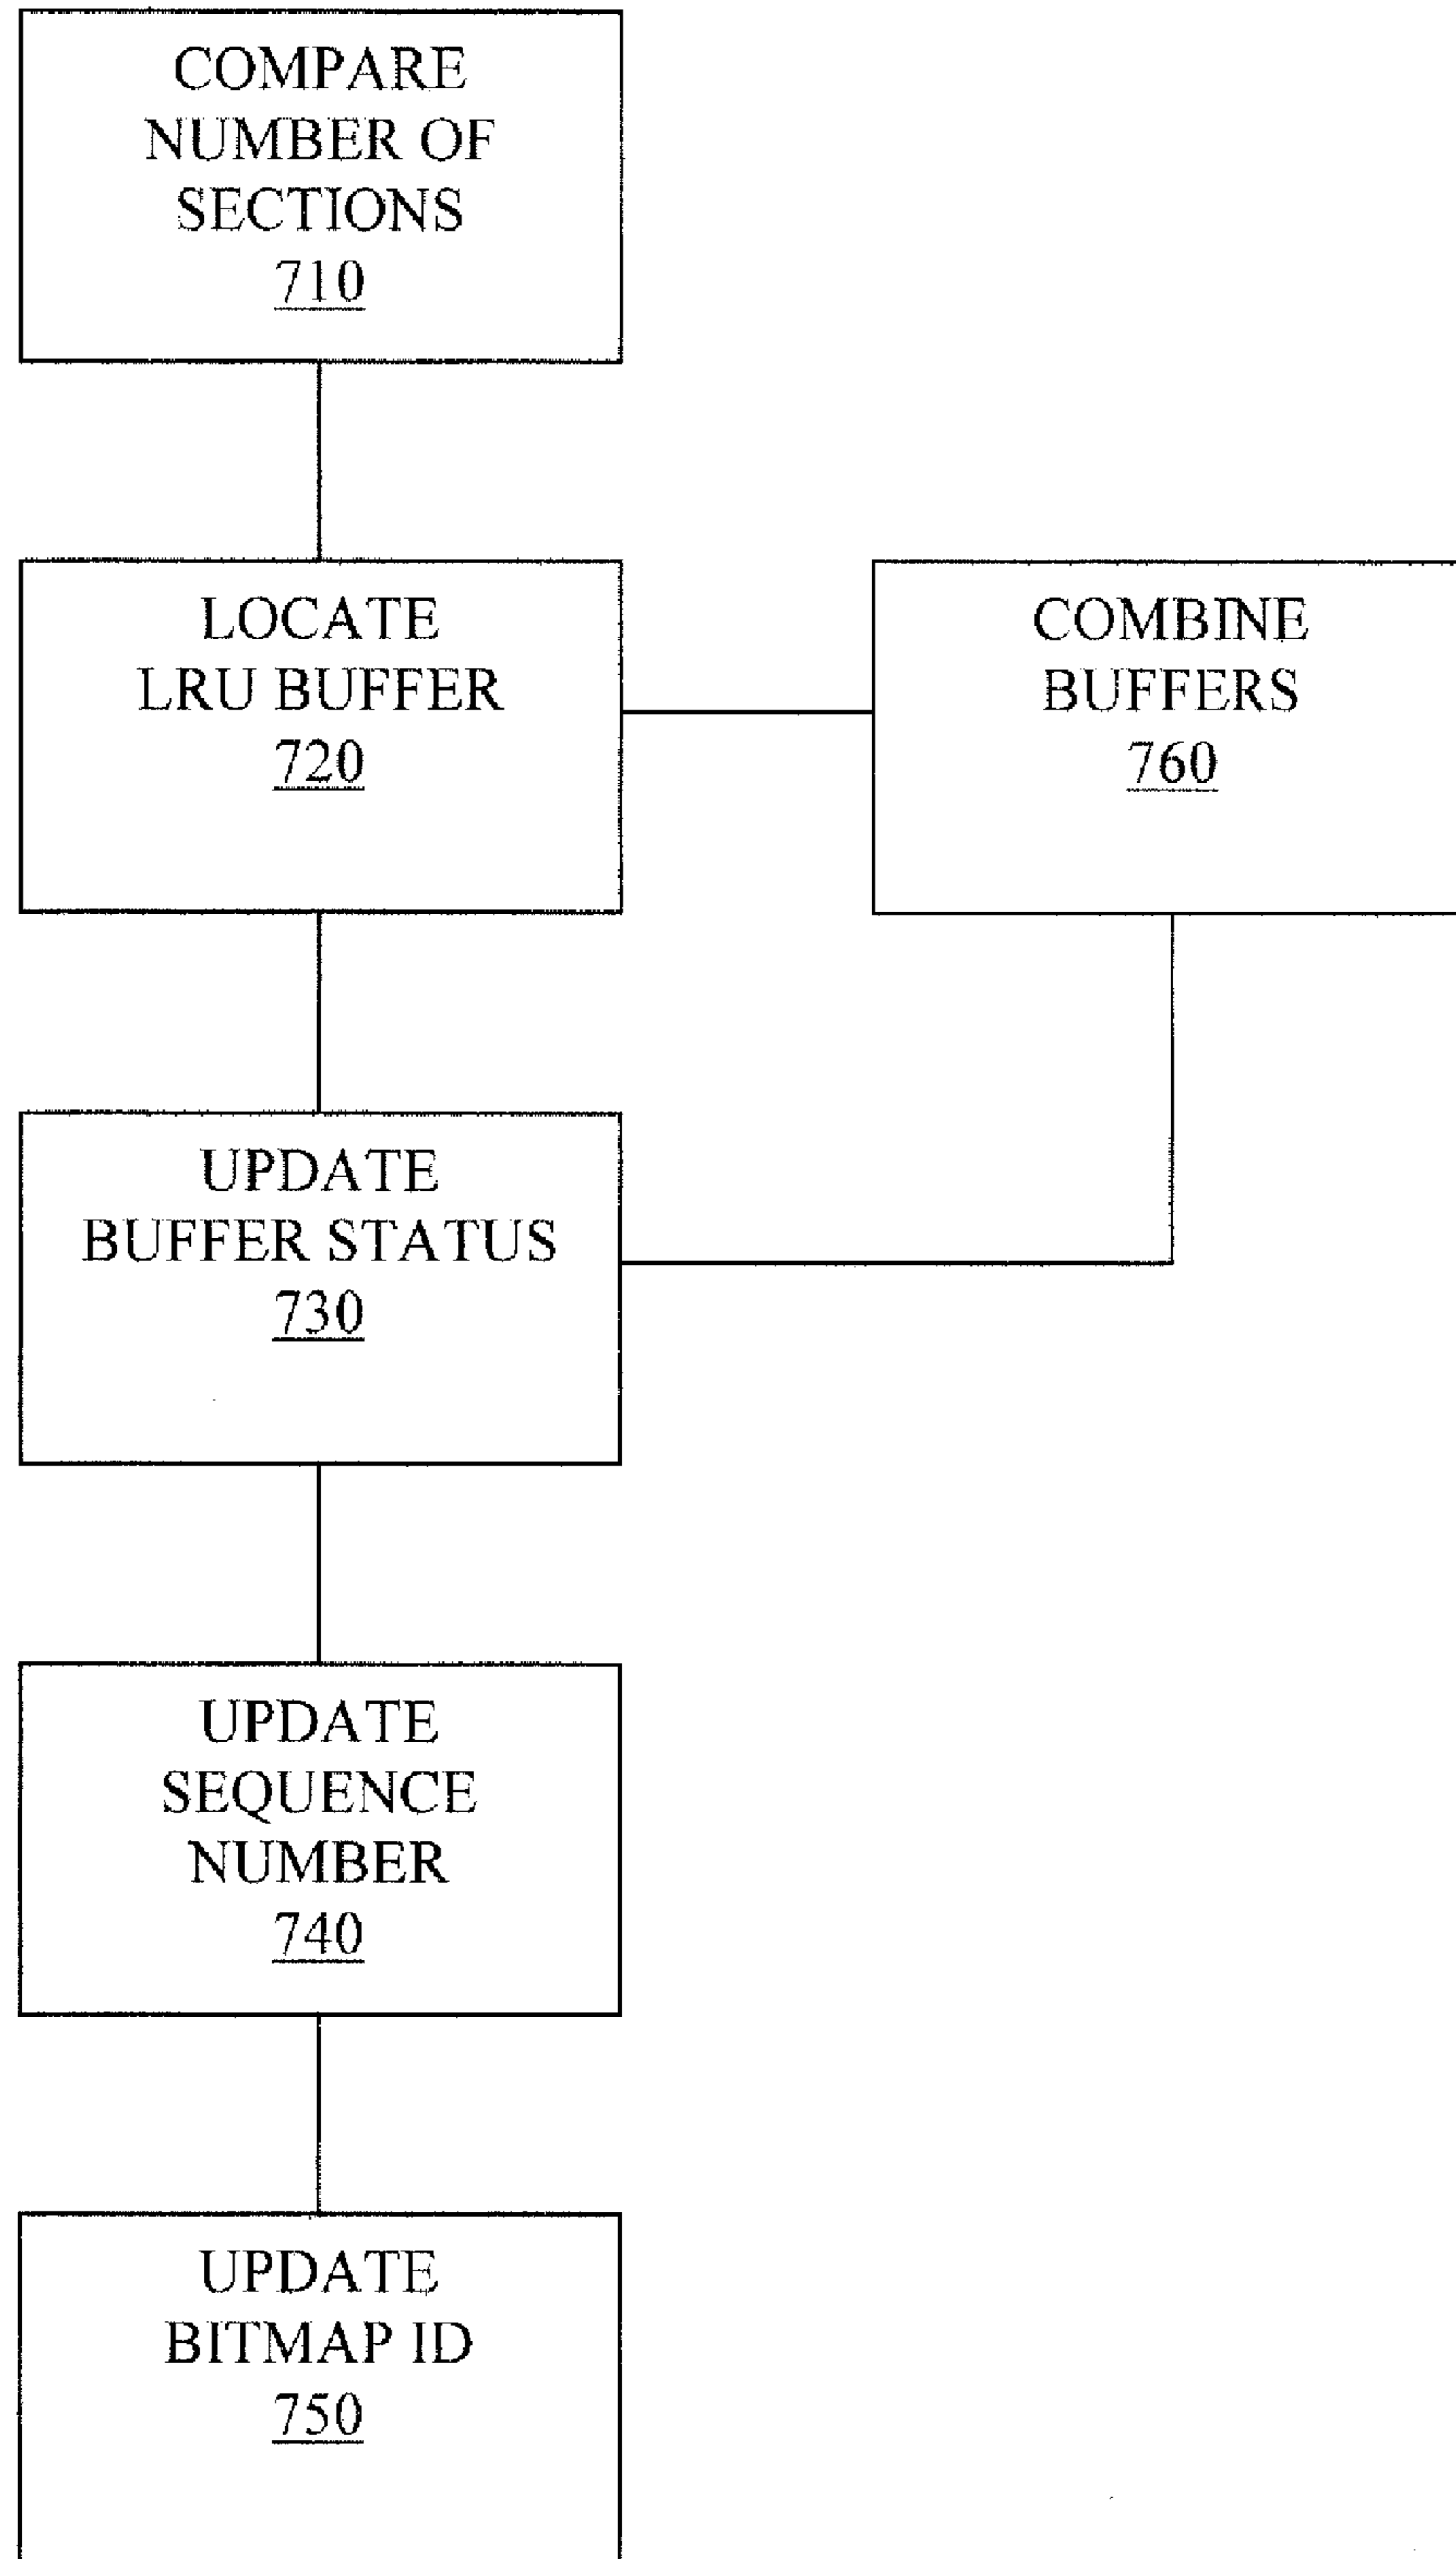 COMPARE
NUMBER OF
SECTIONS
710
LOCATE
LRU BUFFER
720
COMBINE
BUFFERS
760
UPDATE
BUFFER STATUS
730
UPDATE
SEQUENCE
NUMBER
740
UPDATE
BITMAP ID
750